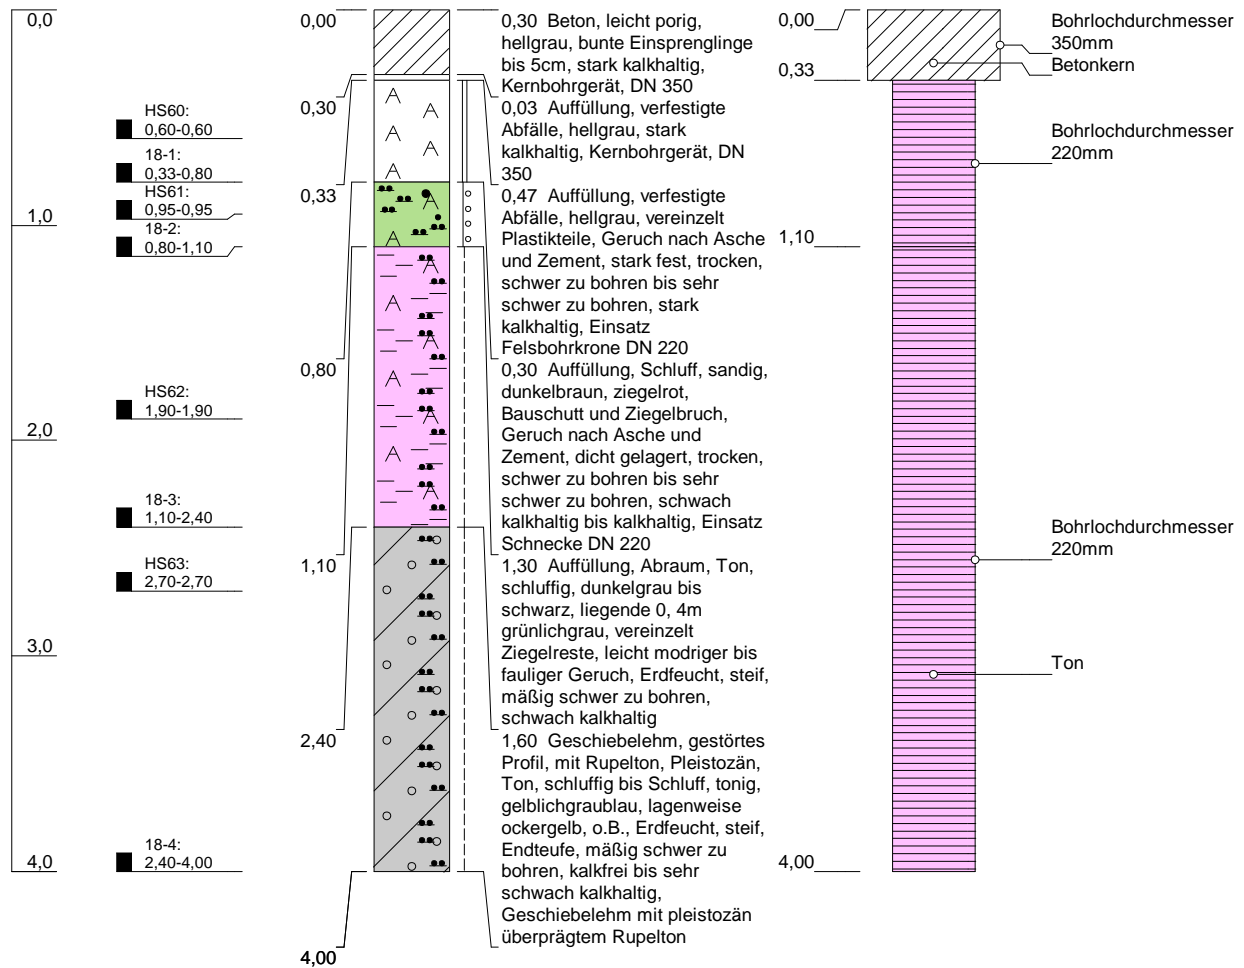 0,0
1,0
2,0
3,0
4,0
HS60:
0,60-0,60
18-1:
0,33-0,80
HS61:
0,95-0,95
18-2:
0,80-1,10
HS62:
1,90-1,90
18-3:
1,10-2,40
HS63:
2,70-2,70
18-4:
2,40-4,00
0,00
0,30
0,33
0,80
1,10
2,40
4,00
0,30 Beton, leicht porig,
hellgrau, bunte Einsprenglinge
bis 5cm, stark kalkhaltig,
Kernbohrgerät, DN 350
0,03 Auffüllung, verfestigte
Abfälle, hellgrau, stark
kalkhaltig, Kernbohrgerät, DN
350
0,47 Auffüllung, verfestigte
Abfälle, hellgrau, vereinzelt
Plastikteile, Geruch nach Asche
und Zement, stark fest, trocken,
schwer zu bohren bis sehr
schwer zu bohren, stark
kalkhaltig, Einsatz
Felsbohrkrone DN 220
0,30 Auffüllung, Schluff, sandig,
dunkelbraun, ziegelrot,
Bauschutt und Ziegelbruch,
Geruch nach Asche und
Zement, dicht gelagert, trocken,
schwer zu bohren bis sehr
schwer zu bohren, schwach
kalkhaltig bis kalkhaltig, Einsatz
Schnecke DN 220
1,30 Auffüllung, Abraum, Ton,
schluffig, dunkelgrau bis
schwarz, liegende 0, 4m
grünlichgrau, vereinzelt
Ziegelreste, leicht modriger bis
fauliger Geruch, Erdfeucht, steif,
mäßig schwer zu bohren,
schwach kalkhaltig
1,60 Geschiebelehm, gestörtes
Profil, mit Rupelton, Pleistozän,
Ton, schluffig bis Schluff, tonig,
gelblichgraublau, lagenweise
ockergelb, o.B., Erdfeucht, steif,
Endteufe, mäßig schwer zu
bohren, kalkfrei bis sehr
schwach kalkhaltig,
Geschiebelehm mit pleistozän
überprägtem Rupelton
0,00
0,33
1,10
4,00
Bohrlochdurchmesser
350mm
Betonkern
Bohrlochdurchmesser
220mm
Bohrlochdurchmesser
220mm
Ton